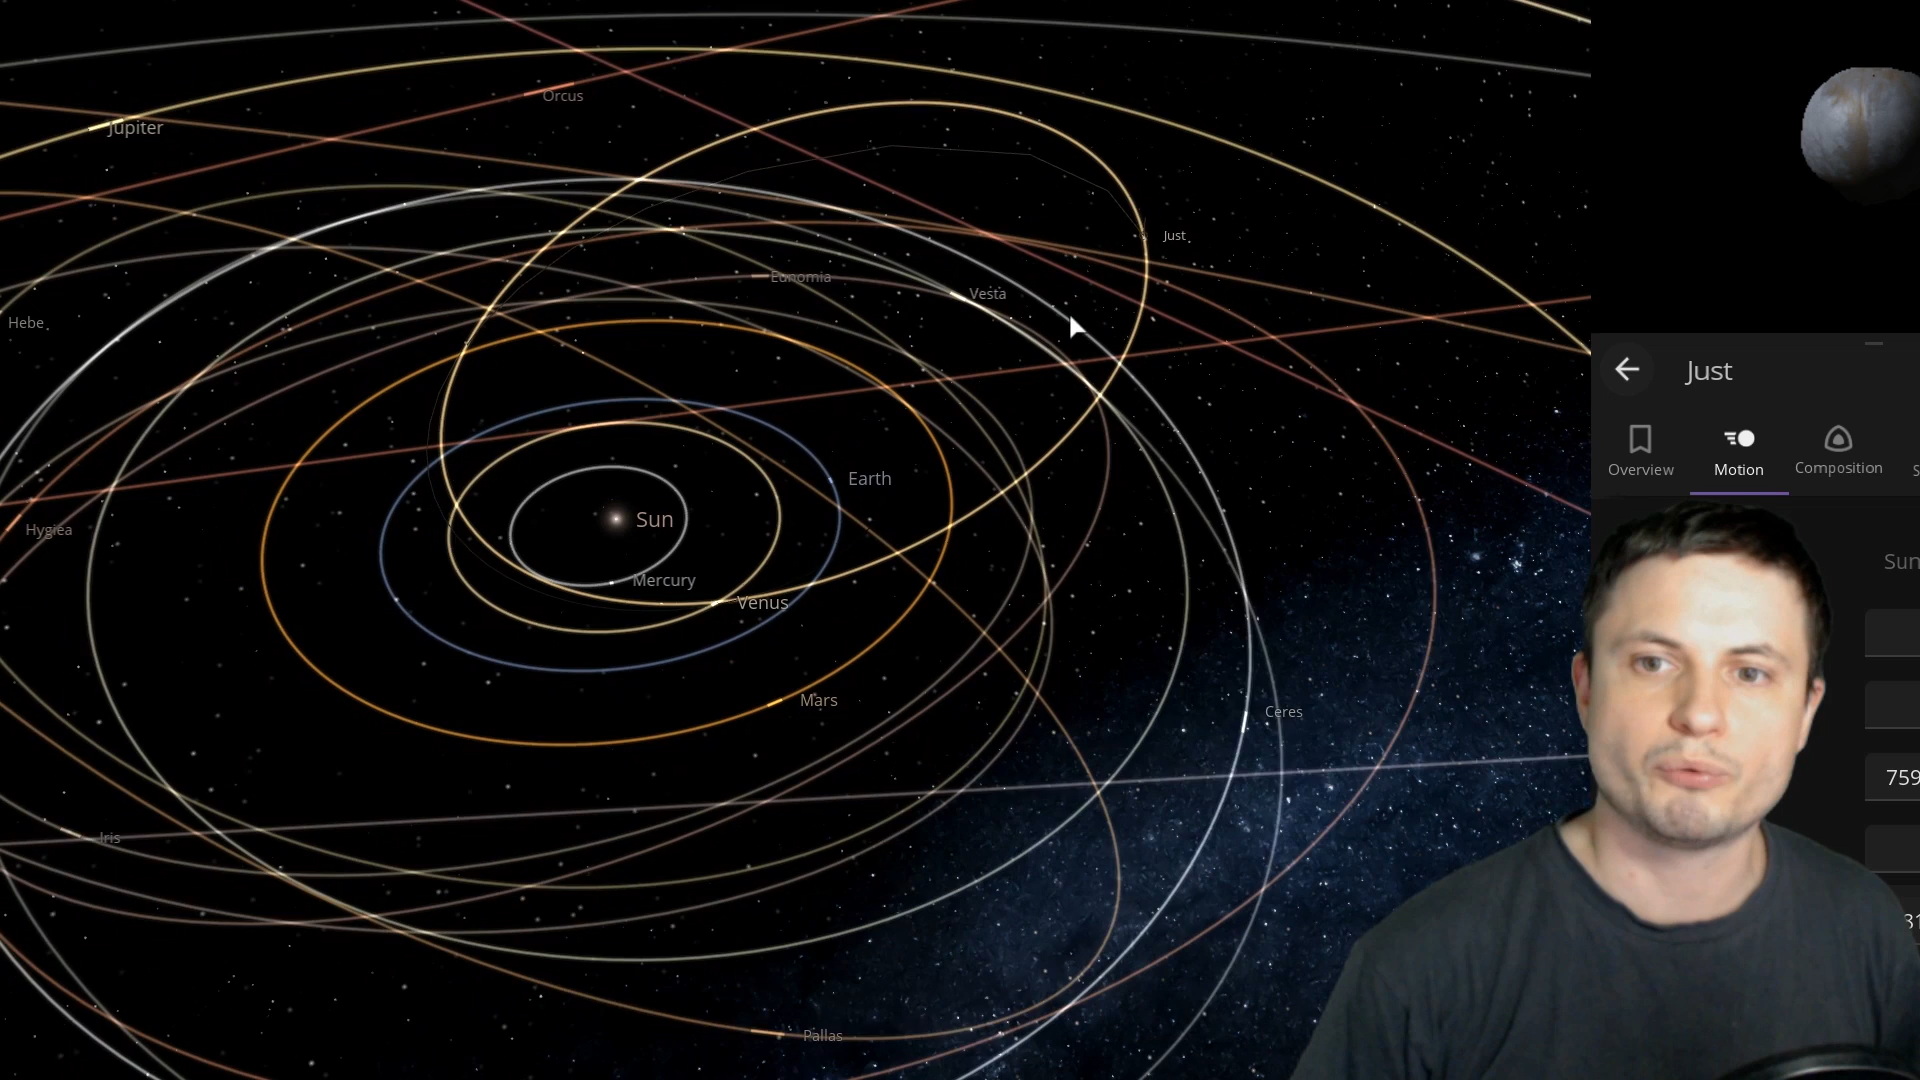 Orcus
Jupiter
Just
Eunomia
Vesta
Hebe
Earth
Sun
Hygiea
Mercury
Venus
Mars
Ceres
Iris
Pallas
Just
Overview
Motion
Composition
S
Sun
759
31